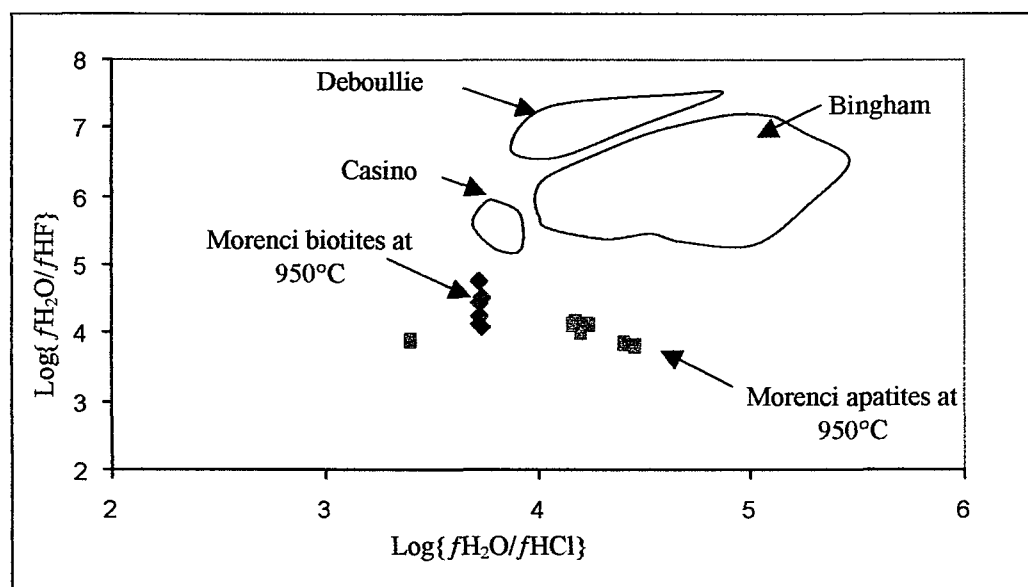 8
7
6
5
4
3
2
2
3
4
5
6
Log{fH₂O/fHF}
Log{fH₂O/fHCl}
Deboullie
Bingham
Casino
Morenci biotites at
950°C
Morenci apatites at
950°C